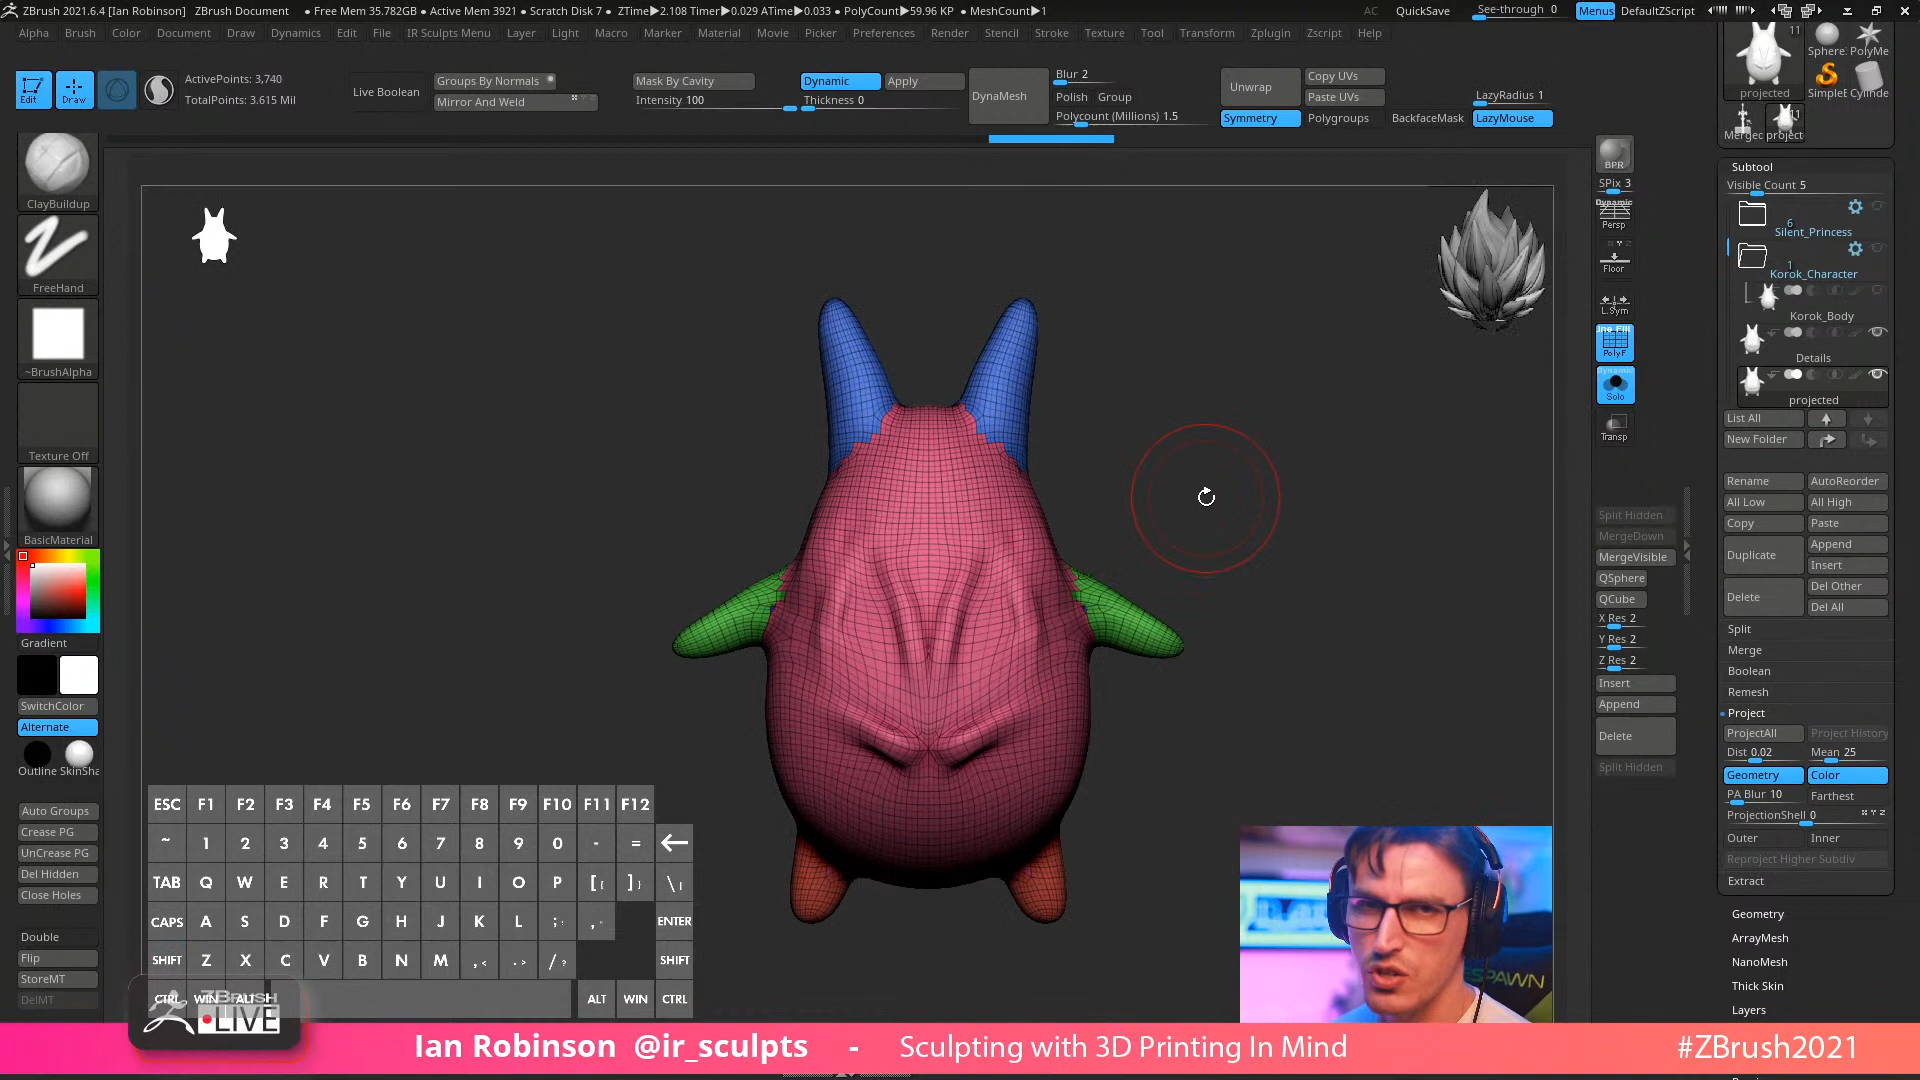 ZBrush 2021.6.4 [Ian Robinson] ZBrush Document • Free Mem 35.782GB • Active Mem 3921 • Scratch Disk 7 • ZTime▶2.108 Timer▶0.029 ATime▶0.033 • PolyCount▶59.96 KP • MeshCount▶1 AC QuickSave See-through 0 Menus DefaultZScript
Alpha Brush Color Document Draw Dynamics Edit File IR Sculpts Menu Layer Light Macro Marker Material Movie Picker Preferences Render Stencil Stroke Texture Tool Transform Zplugin Zscript Help
Edit Draw
ActivePoints: 3,740
TotalPoints: 3.615 Mil
Live Boolean
Groups By Normals
Mirror And Weld
Mask By Cavity
Intensity 100
Dynamic Apply
Thickness 0
DynaMesh
Blur 2
Polish Group
Polycount (Millions) 1.5
Unwrap
Copy UVs
Paste UVs
Symmetry Polygroups BackfaceMask
LazyRadius 1
LazyMouse
ClayBuildup
FreeHand
~BrushAlpha
Texture Off
BasicMaterial
Gradient
SwitchColor
Alternate
Outline SkinSha
Auto Groups
Crease PG
UnCrease PG
Del Hidden
Close Holes
Double
Flip
StoreMT
DelMT
BPR
SPix 3
Dynamic
Persp
Floor
L.Sym
Line Fill
PolyF
Dynamic
Solo
Transp
Split Hidden
MergeDown
MergeVisible
QSphere
QCube
X Res 2
Y Res 2
Z Res 2
Insert
Append
Delete
Split Hidden
11
projected
Sphere. PolyMe
SimpleE Cylinde
11
Mergec project
Subtool
Visible Count 5
6
Silent_Princess
1
Korok_Character
Korok_Body
Details
projected
List All
New Folder
Rename AutoReorder
All Low All High
Copy Paste
Duplicate Append
Insert
Delete Del Other
Del All
Split
Merge
Boolean
Remesh
Project
ProjectAll Project History
Dist 0.02 Mean 25
Geometry Color
PA Blur 10 Farthest
ProjectionShell 0 X Y Z
Outer Inner
Reproject Higher Subdiv
Extract
Geometry
ArrayMesh
NanoMesh
Thick Skin
Layers
ESC F1 F2 F3 F4 F5 F6 F7 F8 F9 F10 F11 F12
~ 1 2 3 4 5 6 7 8 9 0 - =
TAB Q W E R T Y U I O P [{ ]} \|
CAPS A S D F G H J K L ;: ," ENTER
SHIFT Z X C V B N M ,< .> /? SHIFT
CTRL WIN ALT ALT WIN CTRL
ZBRUSH
LIVE
ESPAWN
Ian Robinson @ir_sculpts - Sculpting with 3D Printing In Mind #ZBrush2021